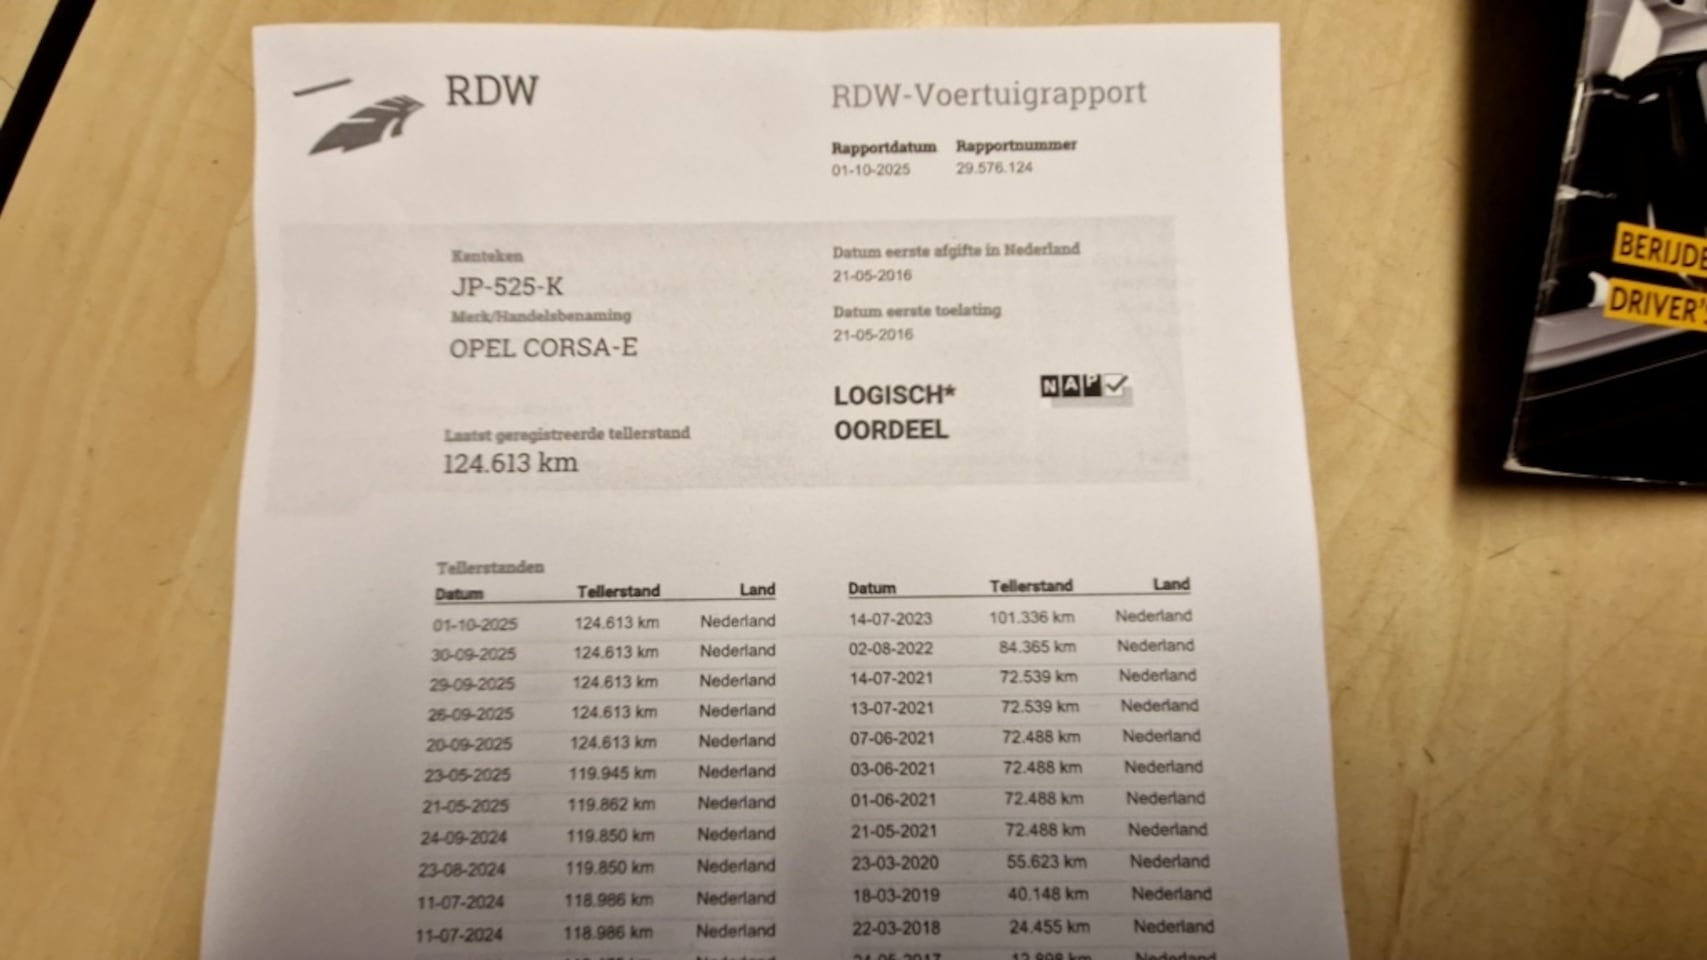 RDW
RDW-Voertuigrapport
Rapportdatum Rapportnummer
01-10-2025 29.576.124
Kenteken
JP-525-K
Merk/Handelsbenaming
OPEL CORSA-E
Laatst geregistreerde tellerstand
124.613 km
Datum eerste afgifte in Nederland
21-05-2016
Datum eerste toelating
21-05-2016
LOGISCH*
OORDEEL
NAP
Tellerstanden
Datum Tellerstand Land
01-10-2025 124.613 km Nederland
30-09-2025 124.613 km Nederland
29-09-2025 124.613 km Nederland
26-09-2025 124.613 km Nederland
20-09-2025 124.613 km Nederland
23-05-2025 119.945 km Nederland
21-05-2025 119.862 km Nederland
24-09-2024 119.850 km Nederland
23-08-2024 119.850 km Nederland
11-07-2024 118.986 km Nederland
11-07-2024 118.986 km Nederland
Nederland
Datum Tellerstand Land
14-07-2023 101.336 km Nederland
02-08-2022 84.365 km Nederland
14-07-2021 72.539 km Nederland
13-07-2021 72.539 km Nederland
07-06-2021 72.488 km Nederland
03-06-2021 72.488 km Nederland
01-06-2021 72.488 km Nederland
21-05-2021 72.488 km Nederland
23-03-2020 55.623 km Nederland
18-03-2019 40.148 km Nederland
22-03-2018 24.455 km Nederland
Nederland
BERIJDE
DRIVER'S